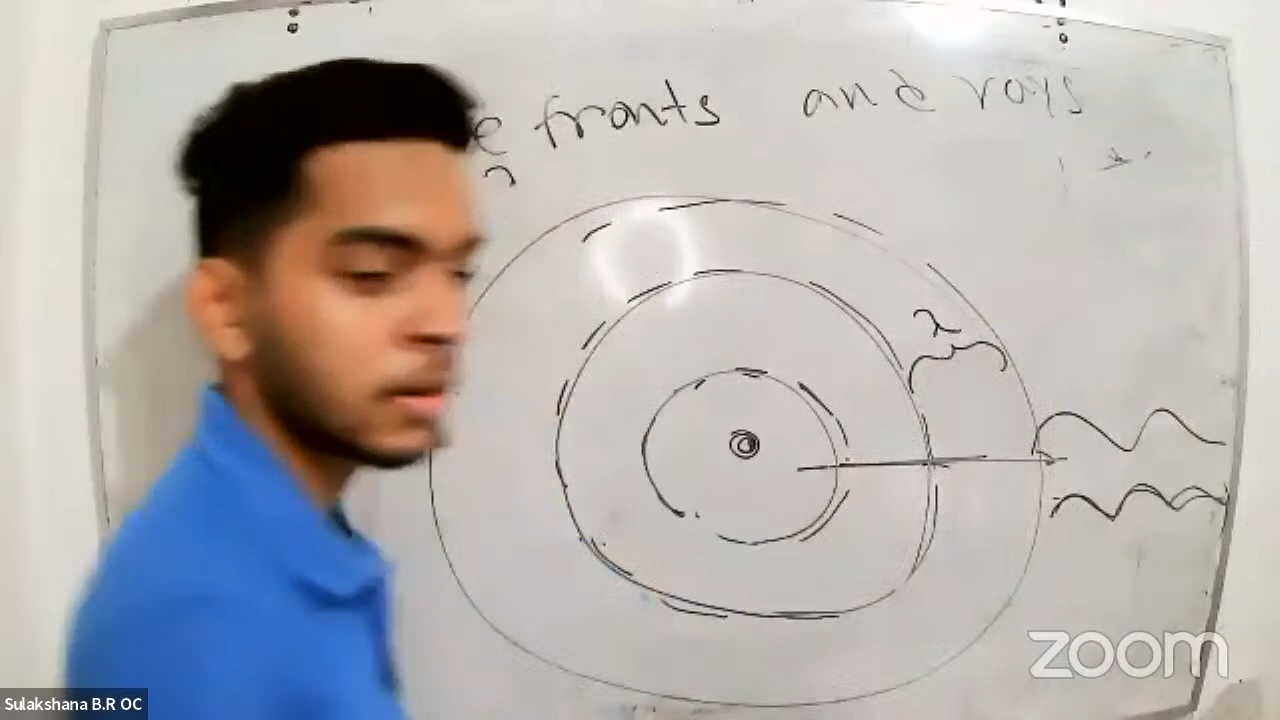 e fronts and rays
λ
zoom
Sulakshana B.R OC